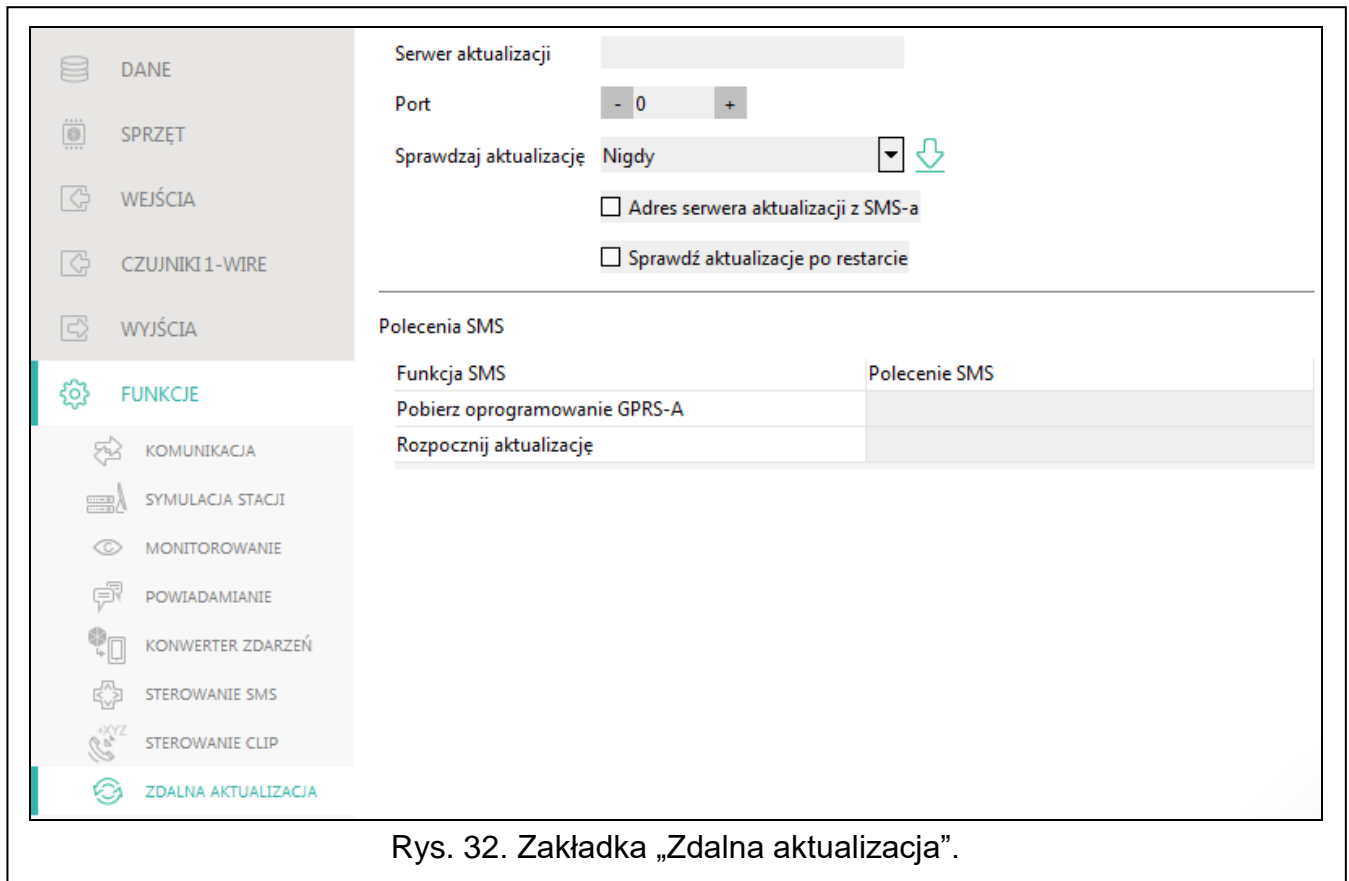 DANE
SPRZĘT
WEJŚCIA
CZUJNIKI 1-WIRE
WYJŚCIA
FUNKCJE
KOMUNIKACJA
SYMULACJA STACJI
MONITOROWANIE
POWIADAMIANIE
KONWERTER ZDARZEŃ
STEROWANIE SMS
+XYZ
STEROWANIE CLIP
ZDALNA AKTUALIZACJA
Serwer aktualizacji
Port - 0 +
Sprawdzaj aktualizację Nigdy
Adres serwera aktualizacji z SMS-a
Sprawdź aktualizacje po restarcie
Polecenia SMS
Funkcja SMS Polecenie SMS
Pobierz oprogramowanie GPRS-A
Rozpocznij aktualizację
Rys. 32. Zakładka „Zdalna aktualizacja”.